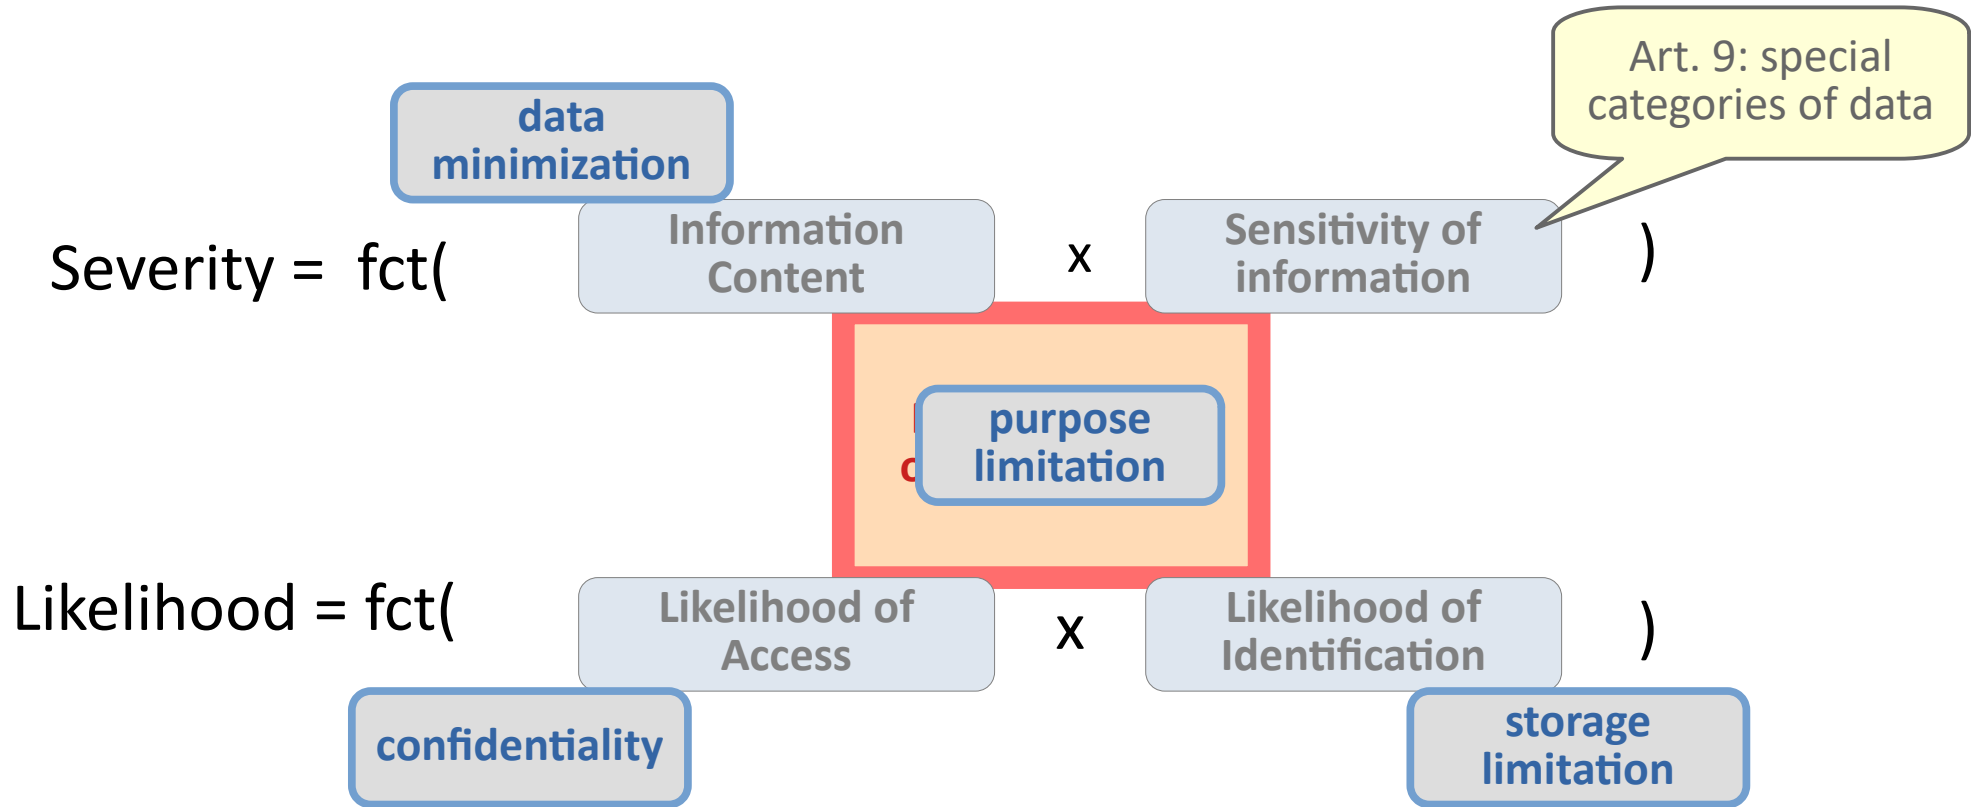 Art. 9: special
categories of data
data
minimization
Severity = fct(
Information
Content
x
Sensitivity of
information
)
purpose
limitation
Likelihood = fct(
Likelihood of
Access
x
Likelihood of
Identification
)
confidentiality
storage
limitation